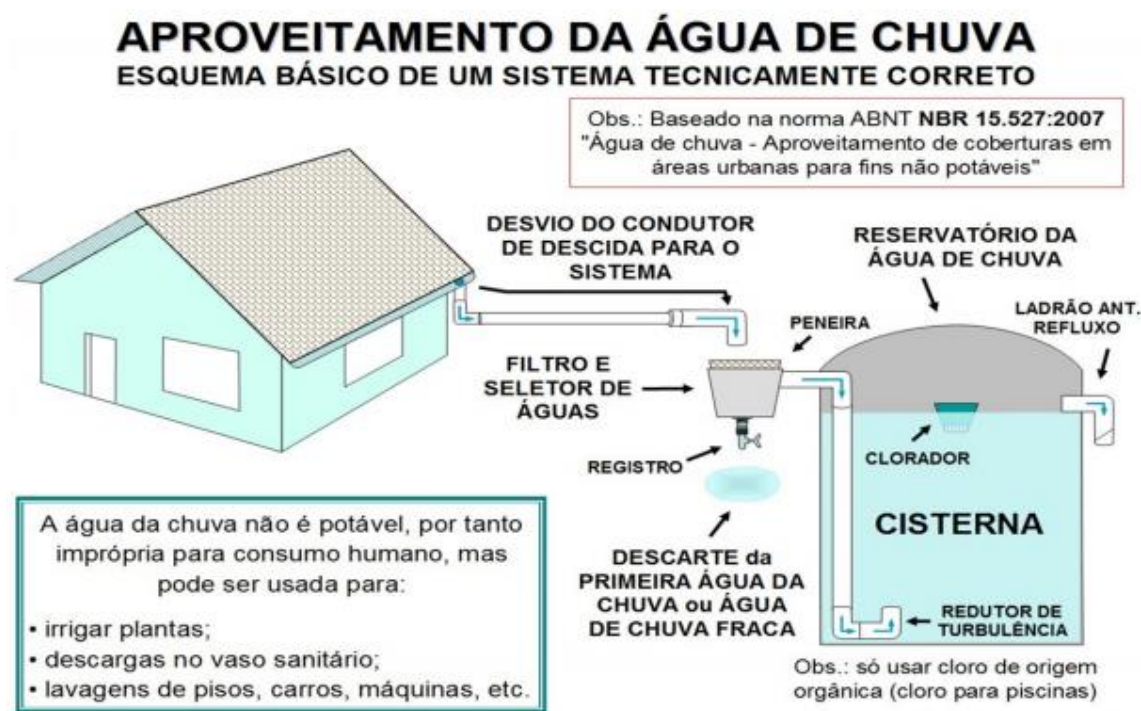 APROVEITAMENTO DA ÁGUA DE CHUVA
ESQUEMA BÁSICO DE UM SISTEMA TECNICAMENTE CORRETO
Obs.: Baseado na norma ABNT NBR 15.527:2007
"Água de chuva - Aproveitamento de coberturas em
áreas urbanas para fins não potáveis"
DESVIO DO CONDUTOR
DE DESCIDA PARA O
SISTEMA
RESERVATÓRIO DA
ÁGUA DE CHUVA
LADRÃO ANT.
REFLUXO
PENEIRA
FILTRO E
SELETOR DE
ÁGUAS
REGISTRO
CLORADOR
CISTERNA
DESCARTE da
PRIMEIRA ÁGUA DA
CHUVA ou ÁGUA
DE CHUVA FRACA
REDUTOR DE
TURBULÊNCIA
Obs.: só usar cloro de origem
orgânica (cloro para piscinas)
A água da chuva não é potável, por tanto
imprópria para consumo humano, mas
pode ser usada para:
• irrigar plantas;
• descargas no vaso sanitário;
• lavagens de pisos, carros, máquinas, etc.